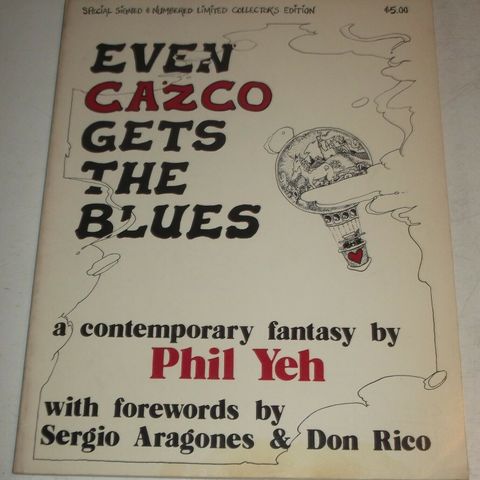 SPECIAL SIGNED & NUMBERED LIMITED COLLECTORS EDITION $5.00
EVEN
CAZCO
GETS
THE
BLUES
a contemporary fantasy by
Phil Yeh
with forewords by
Sergio Aragones & Don Rico